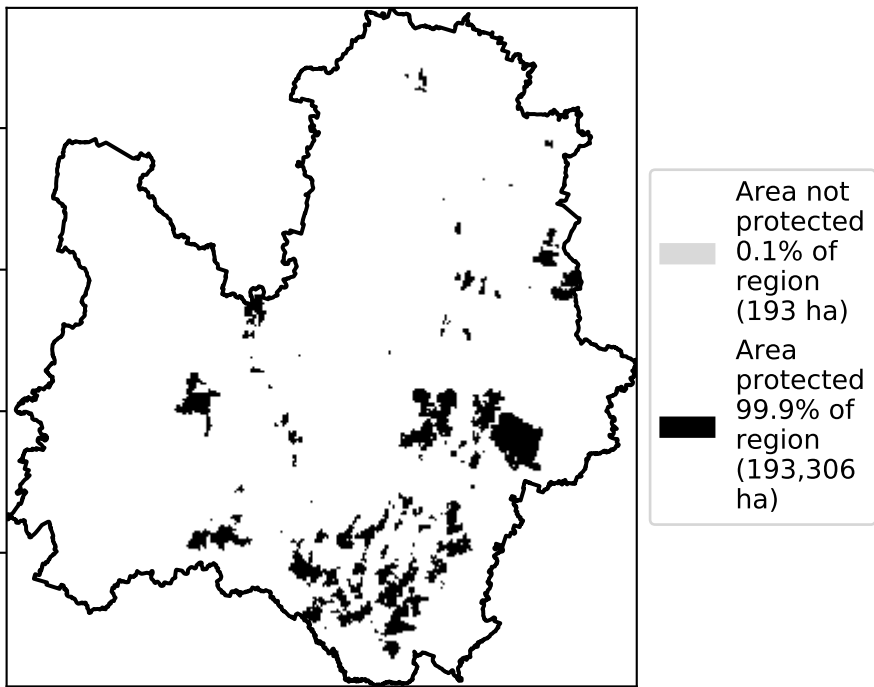 Area not
protected
0.1% of
region
(193 ha)
Area
protected
99.9% of
region
(193,306
ha)